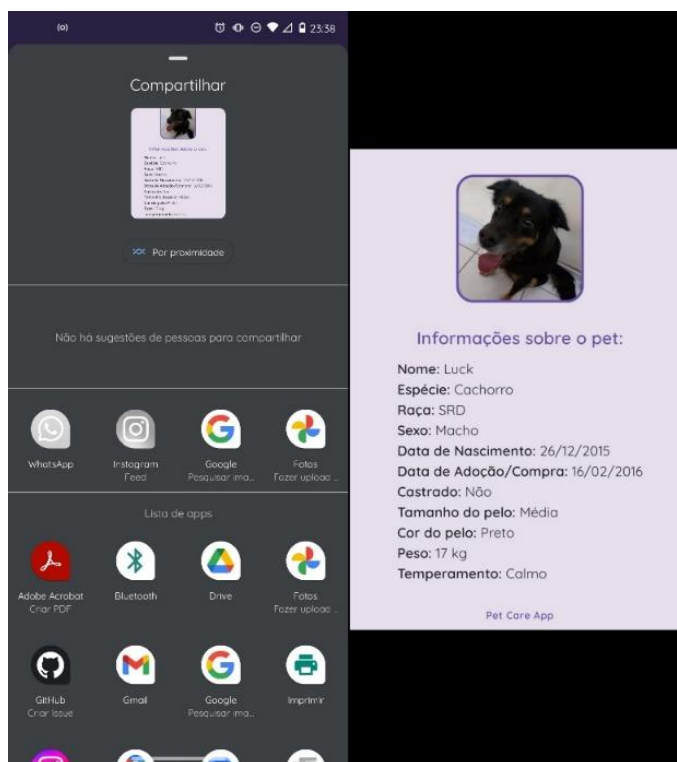 23:38
Compartilhar
Informações sobre o pet:
Por proximidade
Não há sugestões de pessoas para compartilhar
WhatsApp
Instagram
Feed
Google
Pesquisar ima...
Fotos
Fazer upload ...
Lista de apps
Adobe Acrobat
Criar PDF
Bluetooth
Drive
Fotos
Fazer upload ...
GitHub
Criar issue
Gmail
Google
Pesquisar ima...
Imprimir
Informações sobre o pet:
Nome: Luck
Espécie: Cachorro
Raça: SRD
Sexo: Macho
Data de Nascimento: 26/12/2015
Data de Adoção/Compra: 16/02/2016
Castrado: Não
Tamanho do pelo: Média
Cor do pelo: Preto
Peso: 17 kg
Temperamento: Calmo
Pet Care App